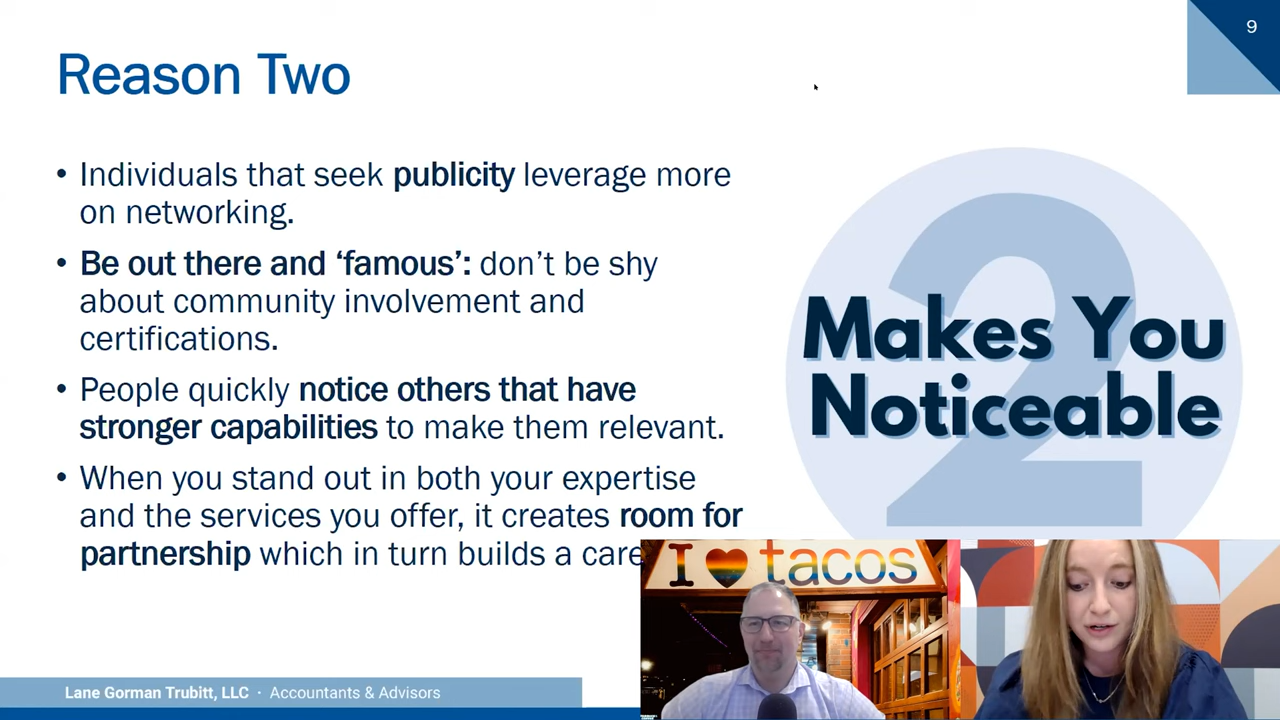 9
Reason Two
• Individuals that seek publicity leverage more
on networking.
• Be out there and ‘famous’: don’t be shy
about community involvement and
certifications.
• People quickly notice others that have
stronger capabilities to make them relevant.
• When you stand out in both your expertise
and the services you offer, it creates room for
partnership which in turn builds a care
2
Makes You
Noticeable
I ♥ tacos
Lane Gorman Trubitt, LLC · Accountants & Advisors